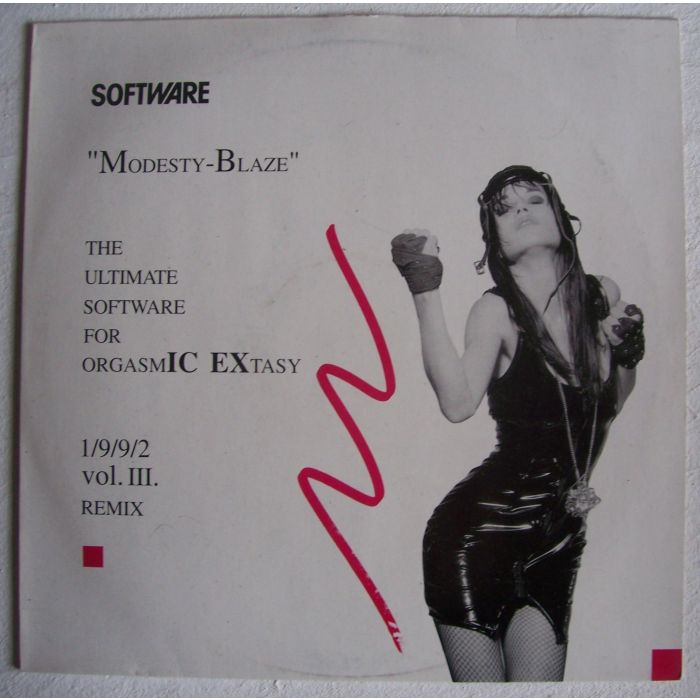 SOFTWARE
"MODESTY-BLAZE"
THE
ULTIMATE
SOFTWARE
FOR
ORGASMIC EXTASY
1/9/9/2
vol. III.
REMIX